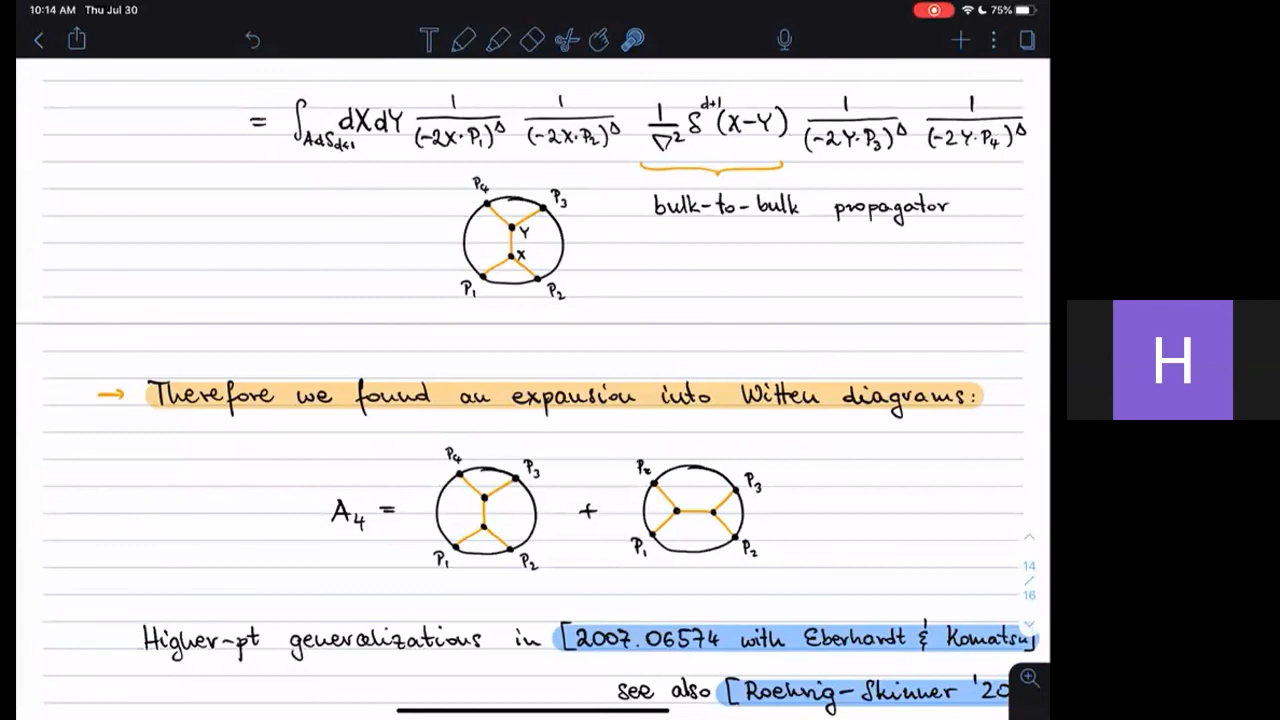 10:14 AM Thu Jul 30
75%
= ∫_{AdS_{d+1}} dX dY 1/(-2X·P₁)^Δ 1/(-2X·P₂)^Δ 1/∇² δ^{d+1}(X-Y) 1/(-2Y·P₃)^Δ 1/(-2Y·P₄)^Δ
bulk-to-bulk propagator
P₄ P₃
Y
X
P₁ P₂
→ Therefore we found an expansion into Witten diagrams:
P₄ P₃ P₂ P₃
A₄ = +
P₁ P₂ P₁ P₂
Higher-pt generalizations in [2007.06574 with Eberhardt & Komatsu]
see also [Roehrig-Skinner '20
14
/
16
H